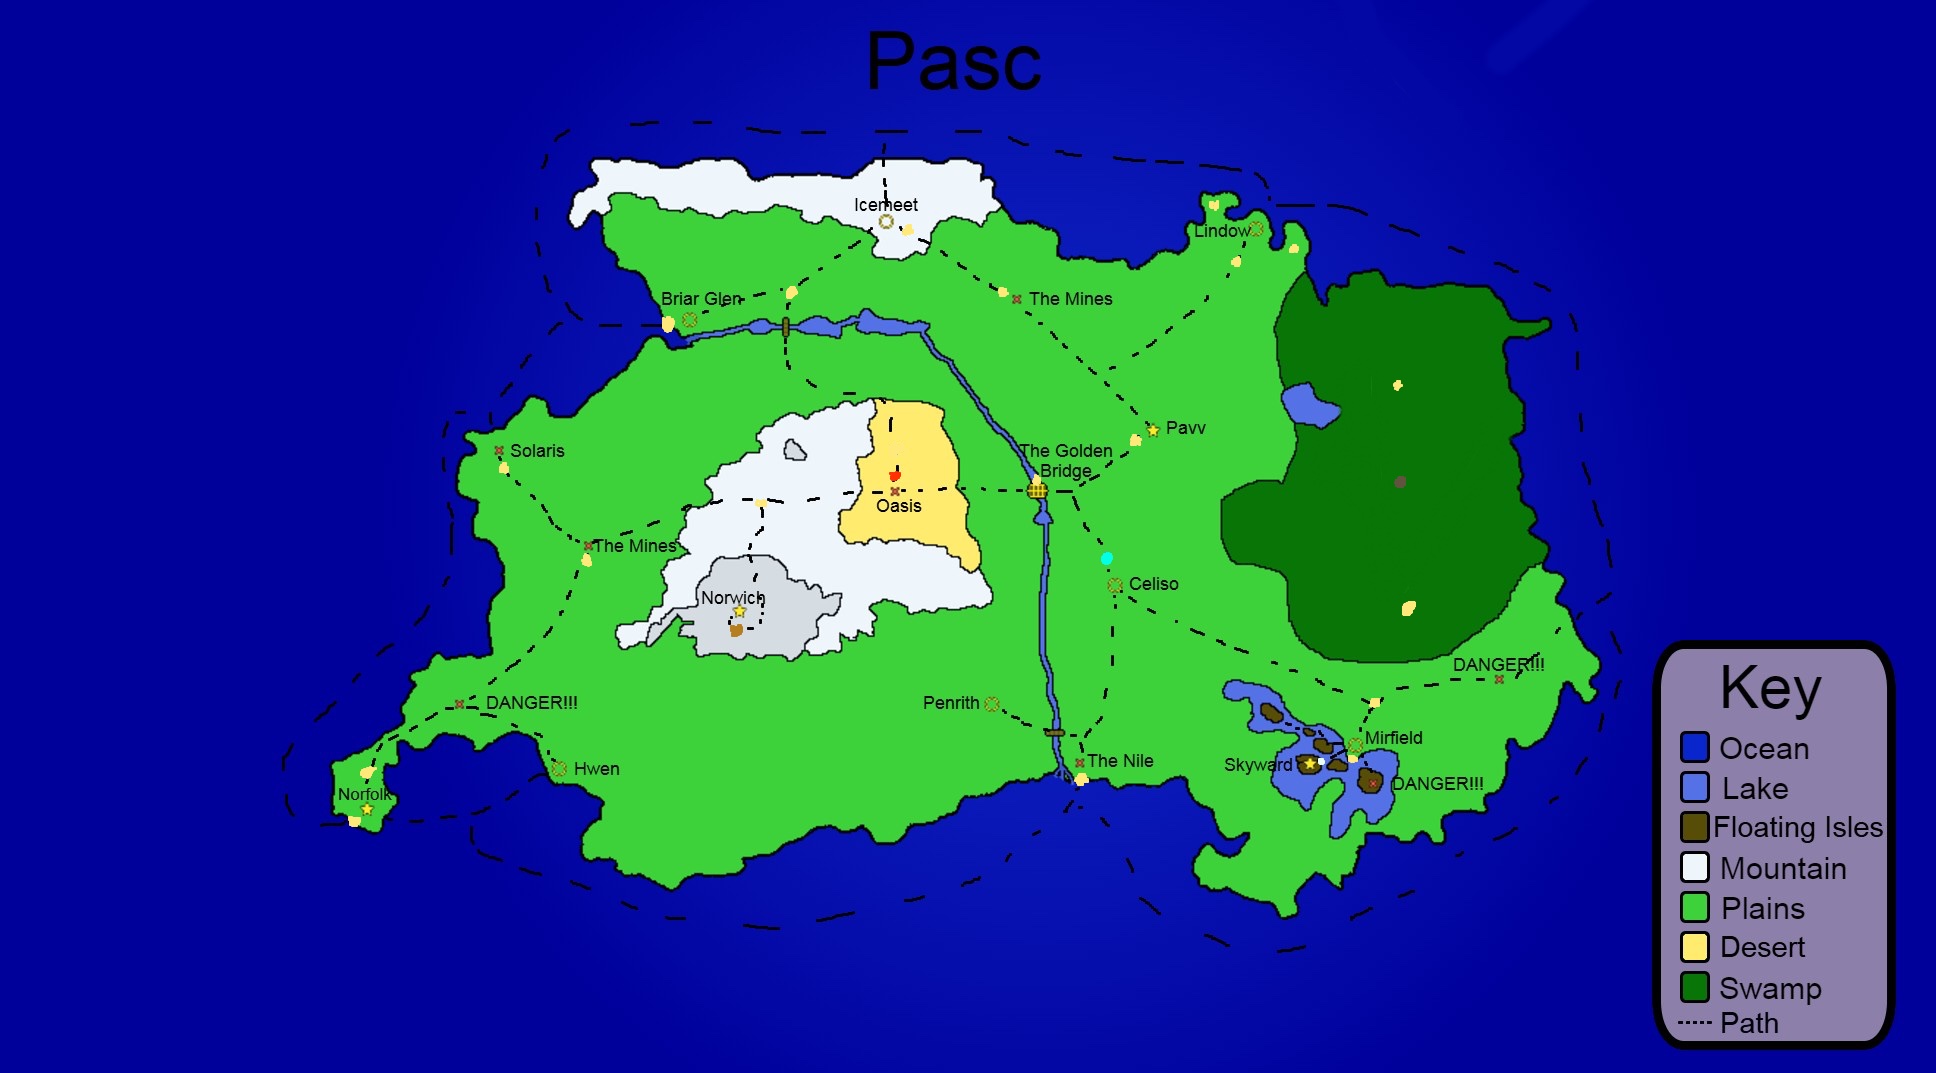 Pasc
Icemeet
Lindow
Briar Glen
The Mines
Pavv
The Golden
Bridge
Solaris
Oasis
The Mines
Celiso
Norwich
DANGER!!!
DANGER!!!
Penrith
Mirfield
The Nile
Skyward
Hwen
DANGER!!!
Norfolk
Key
Ocean
Lake
Floating Isles
Mountain
Plains
Desert
Swamp
Path